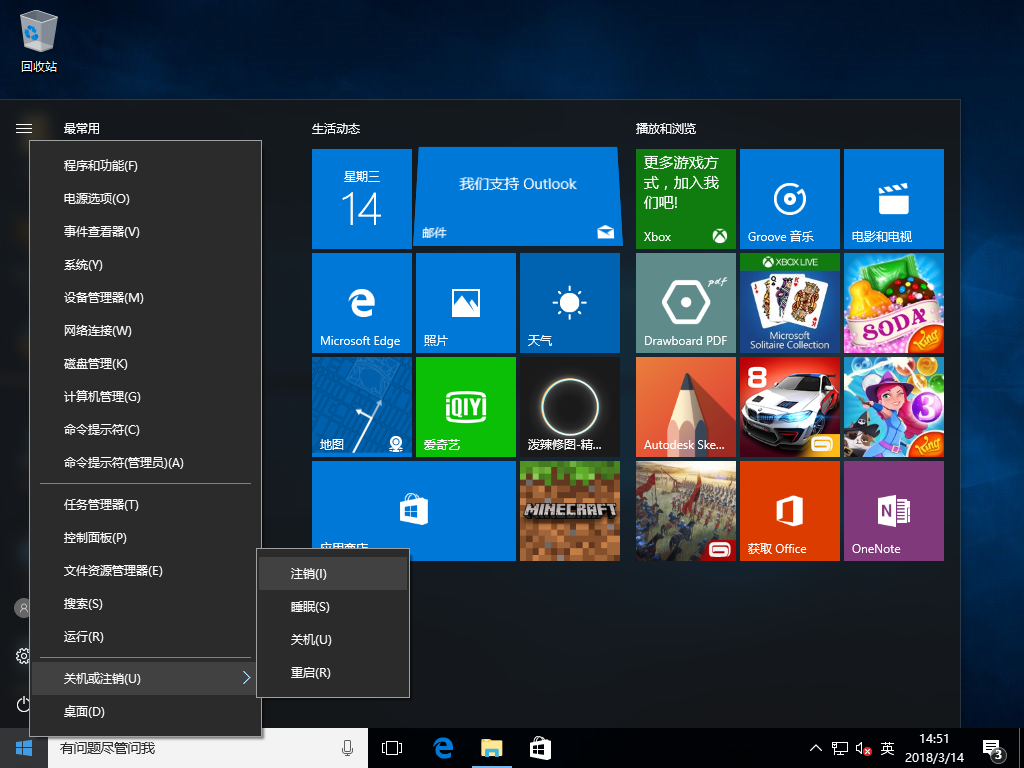 回收站
最常用
程序和功能(F)
电源选项(O)
事件查看器(V)
系统(Y)
设备管理器(M)
网络连接(W)
磁盘管理(K)
计算机管理(G)
命令提示符(C)
命令提示符(管理员)(A)
任务管理器(T)
控制面板(P)
文件资源管理器(E)
搜索(S)
运行(R)
关机或注销(U)
桌面(D)
注销(I)
睡眠(S)
关机(U)
重启(R)
生活动态
星期三
14
我们支持 Outlook
邮件
Microsoft Edge
照片
天气
地图
QIY
爱奇艺
泼辣修图-精...
应用商店
MINECRAFT
播放和浏览
更多游戏方
式，加入我
们吧!
Xbox
Groove 音乐
电影和电视
pdf
Drawboard PDF
XBOX LIVE
Microsoft
Solitaire Collection
SODA
King
Autodesk Ske...
8
3
King
获取 Office
N
OneNote
有问题尽管问我
英
14:51
2018/3/14
3